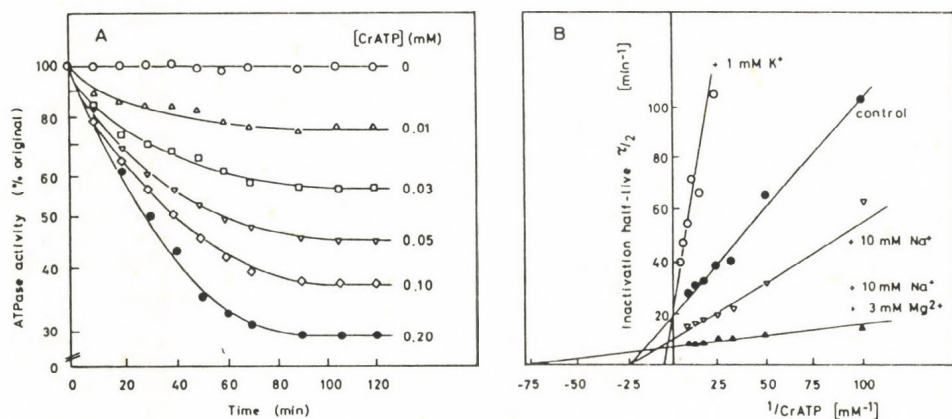 A
[CrATP] (mM)
0
0.01
0.03
0.05
0.10
0.20
100
80
60
50
40
30
0
ATPase activity (% original)
0 20 40 60 80 100 120
Time (min)
B
Inactivation half-live τ/2 [min⁻¹]
100
80
60
40
20
+ 1 mM K⁺
control
+ 10 mM Na⁺
+ 10 mM Na⁺
+ 3 mM Mg²⁺
-75 -50 -25 25 50 75 100
1/CrATP [mM⁻¹]